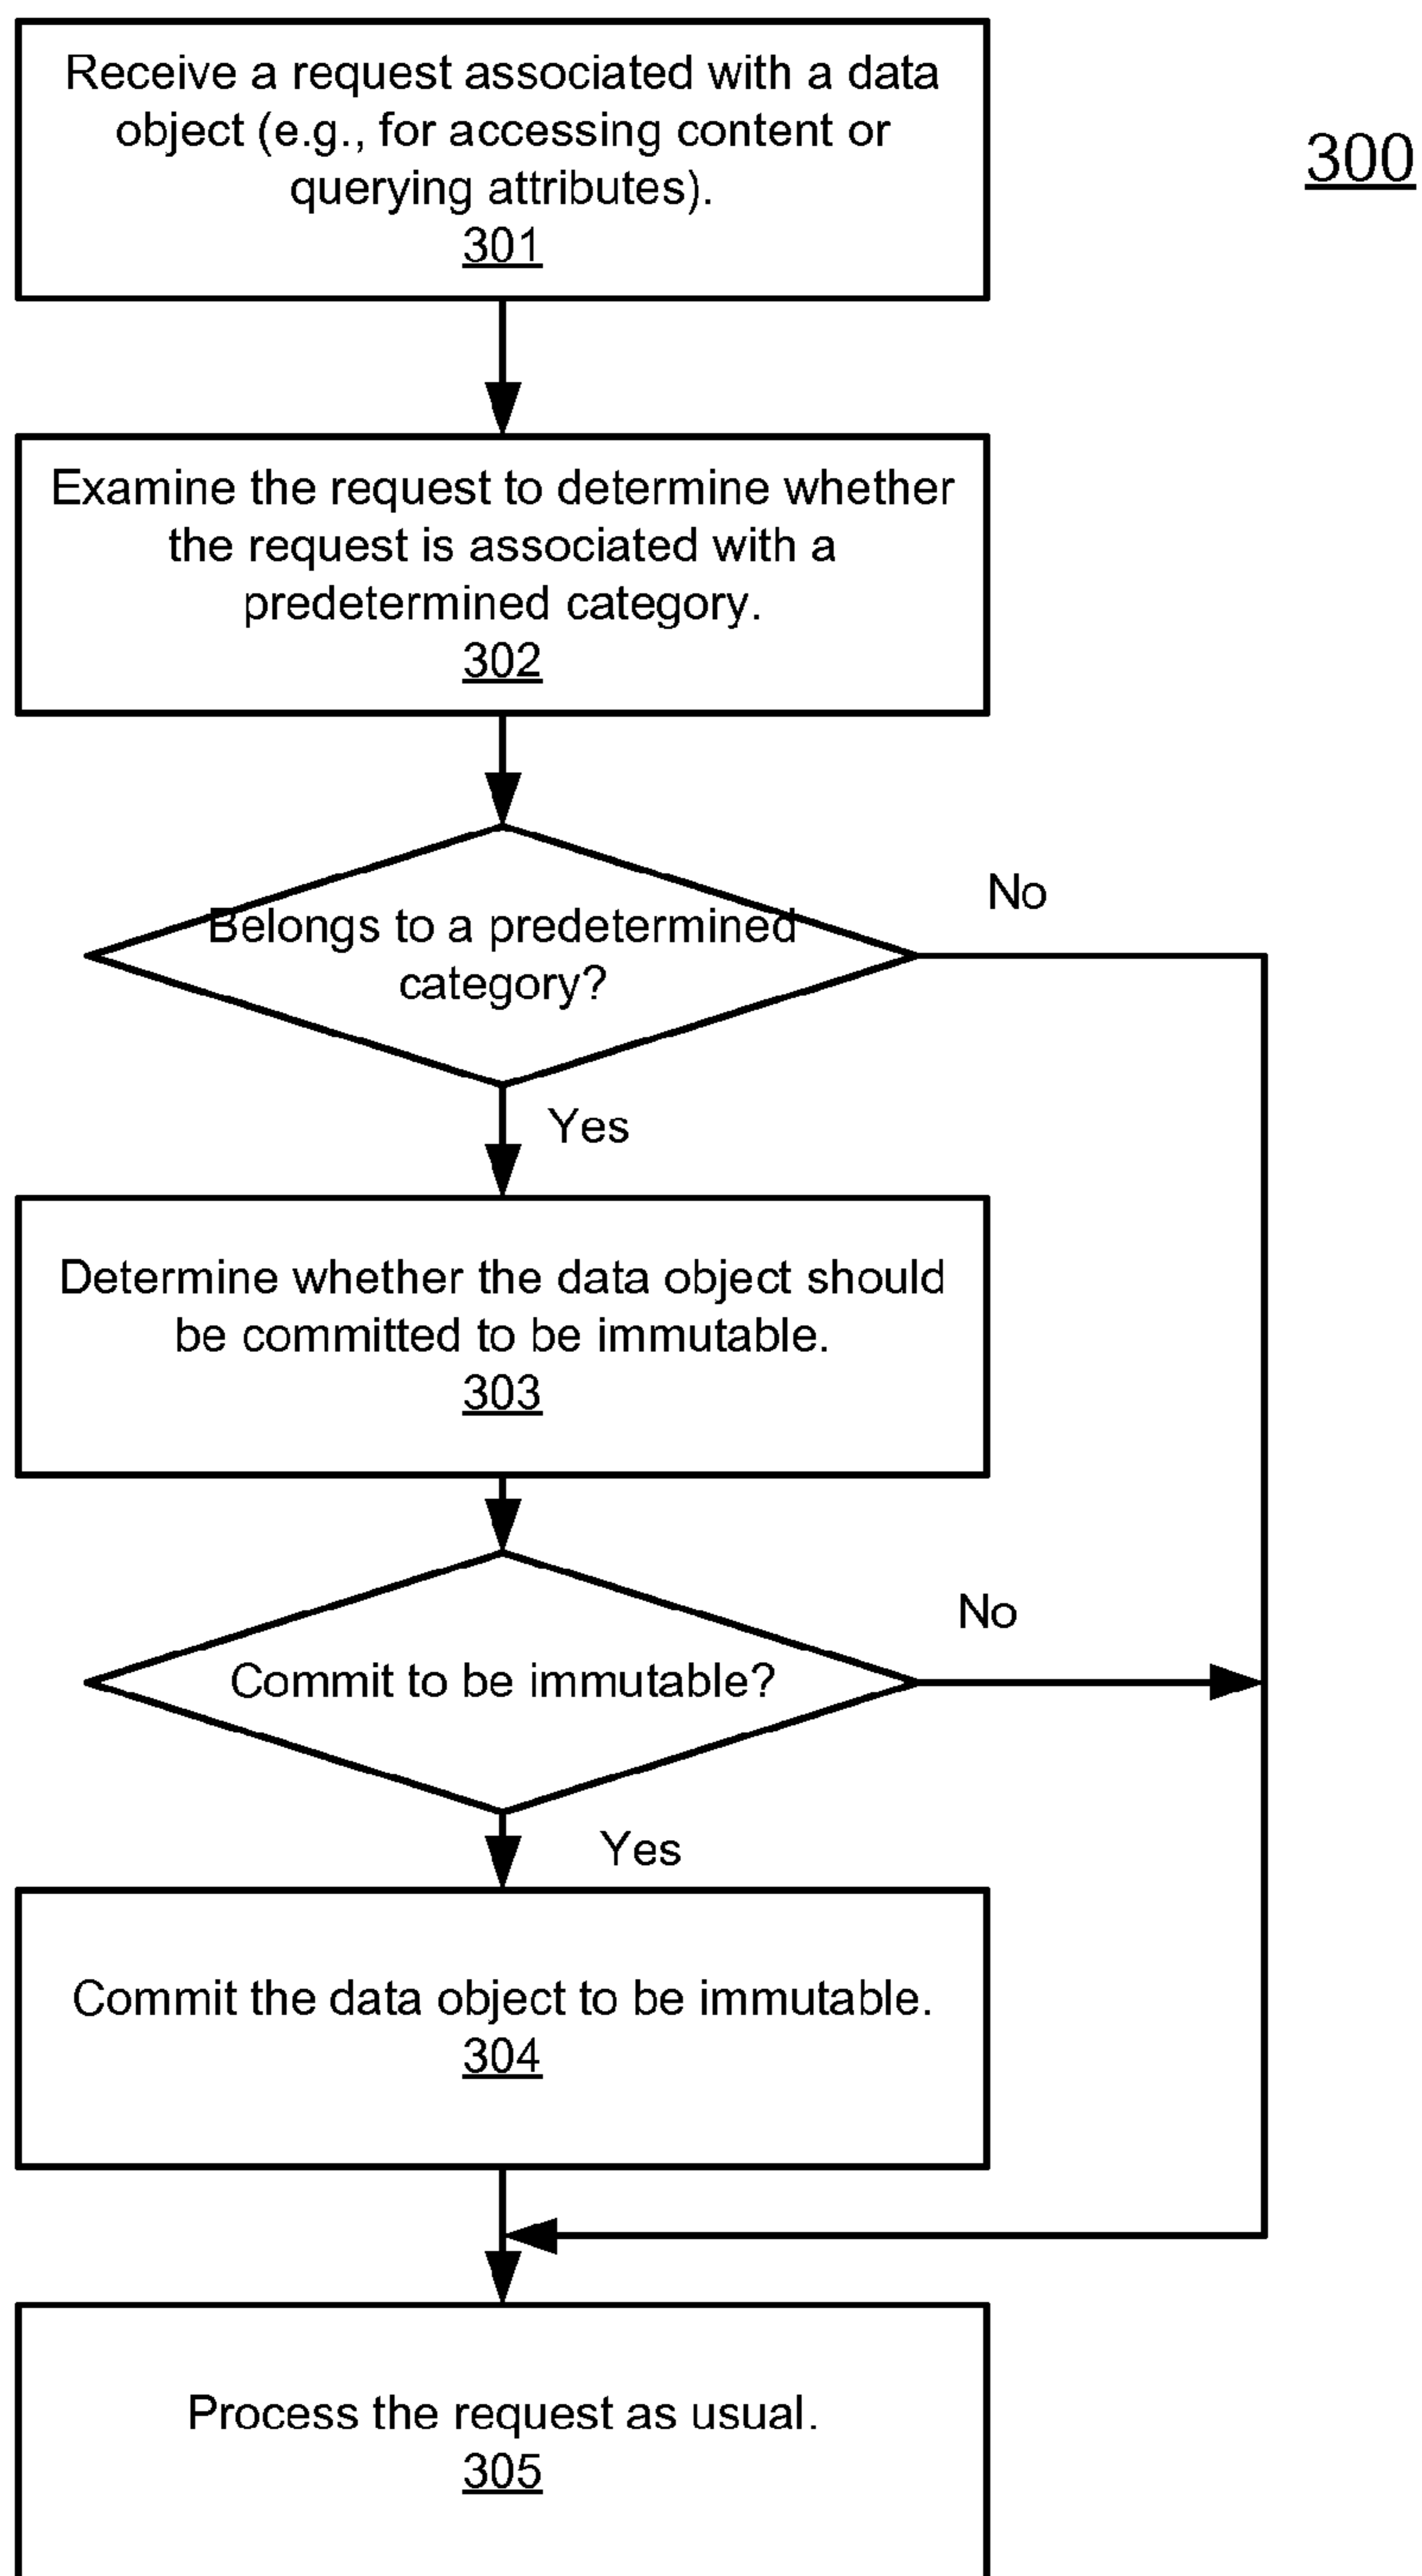 Receive a request associated with a data
object (e.g., for accessing content or
querying attributes).
301
300
Examine the request to determine whether
the request is associated with a
predetermined category.
302
Belongs to a predetermined
category?
No
Yes
Determine whether the data object should
be committed to be immutable.
303
Commit to be immutable?
No
Yes
Commit the data object to be immutable.
304
Process the request as usual.
305